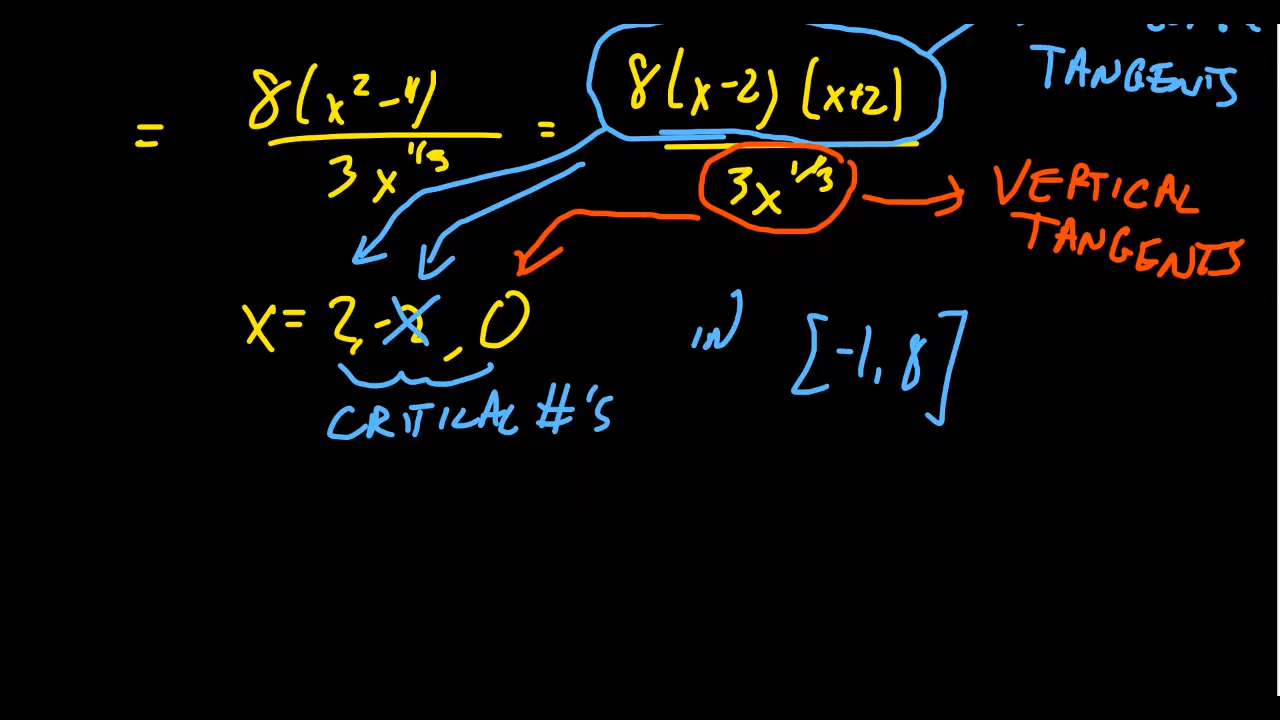 TANGENTS
= 8(x²-4)/3x^1/3 = 8(x-2)(x+2)/3x^1/3
VERTICAL
TANGENTS
x = 2, -2, 0 in [-1, 8]
CRITICAL #'S